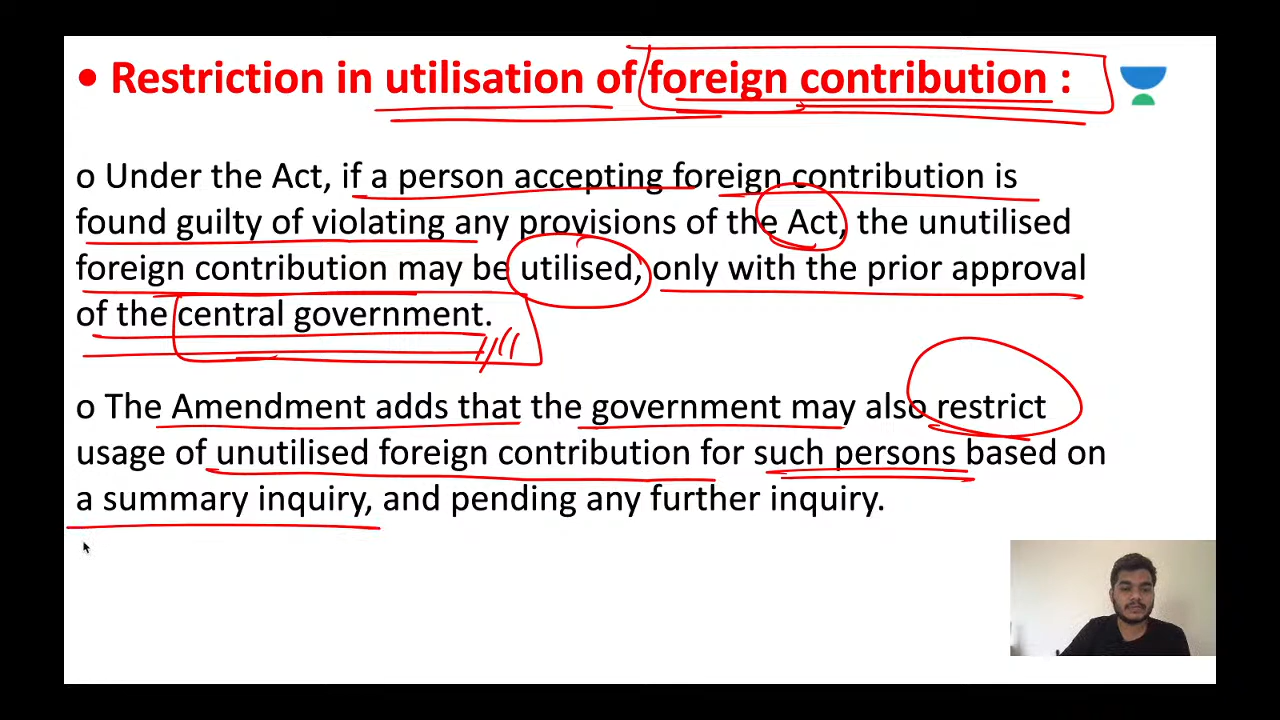 • Restriction in utilisation of foreign contribution :
o Under the Act, if a person accepting foreign contribution is
found guilty of violating any provisions of the Act, the unutilised
foreign contribution may be utilised, only with the prior approval
of the central government.
o The Amendment adds that the government may also restrict
usage of unutilised foreign contribution for such persons based on
a summary inquiry, and pending any further inquiry.